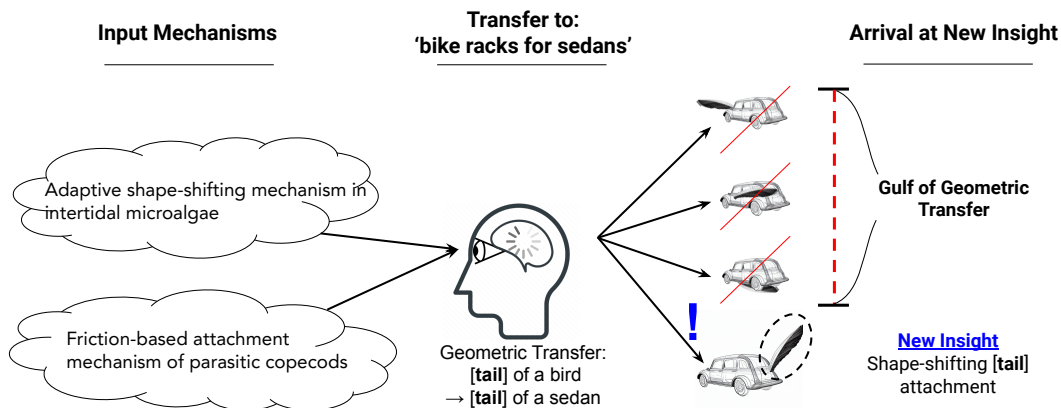 Input Mechanisms
Transfer to:
‘bike racks for sedans’
Arrival at New Insight
Adaptive shape-shifting mechanism in
intertidal microalgae
Friction-based attachment
mechanism of parasitic copecods
Geometric Transfer:
[tail] of a bird
→ [tail] of a sedan
!
Gulf of Geometric
Transfer
New Insight
Shape-shifting [tail]
attachment